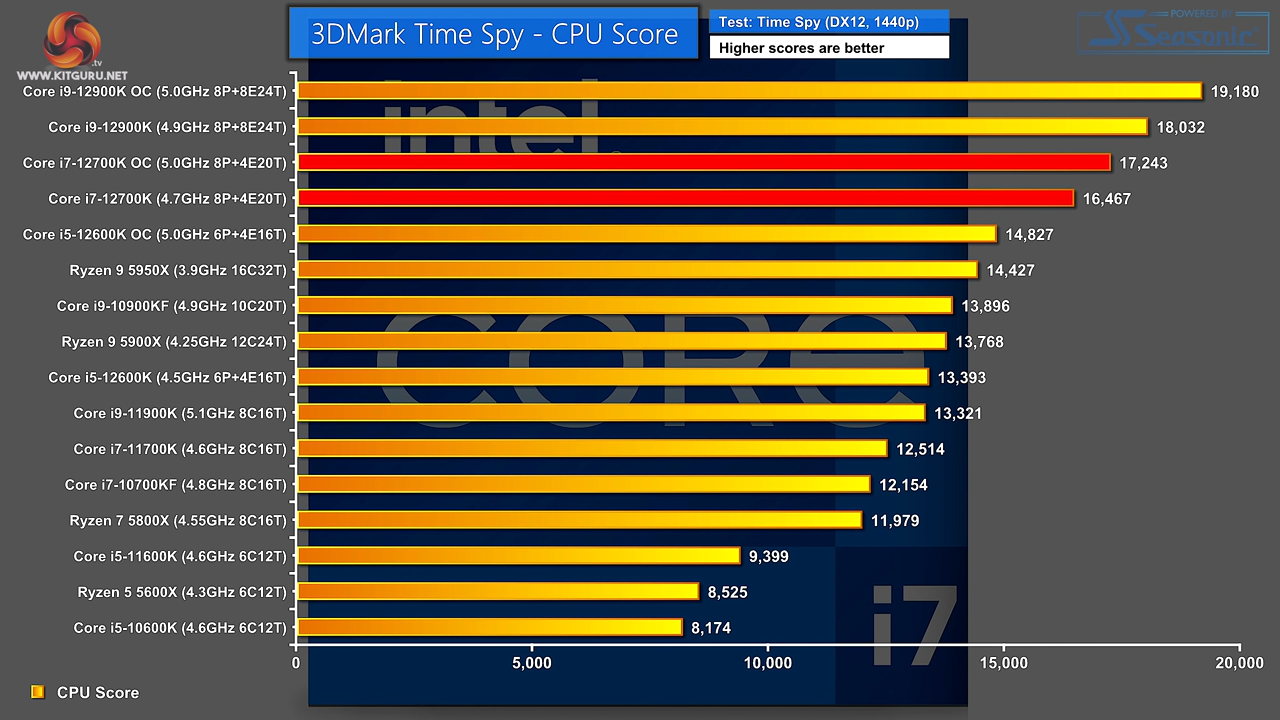 3DMark Time Spy - CPU Score
Test: Time Spy (DX12, 1440p)
Higher scores are better
POWERED BY
Seasonic
.tv
WWW.KITGURU.NET
Core i9-12900K OC (5.0GHz 8P+8E24T) 19,180
Core i9-12900K (4.9GHz 8P+8E24T) 18,032
Core i7-12700K OC (5.0GHz 8P+4E20T) 17,243
Core i7-12700K (4.7GHz 8P+4E20T) 16,467
Core i5-12600K OC (5.0GHz 6P+4E16T) 14,827
Ryzen 9 5950X (3.9GHz 16C32T) 14,427
Core i9-10900KF (4.9GHz 10C20T) 13,896
Ryzen 9 5900X (4.25GHz 12C24T) 13,768
Core i5-12600K (4.5GHz 6P+4E16T) 13,393
Core i9-11900K (5.1GHz 8C16T) 13,321
Core i7-11700K (4.6GHz 8C16T) 12,514
Core i7-10700KF (4.8GHz 8C16T) 12,154
Ryzen 7 5800X (4.55GHz 8C16T) 11,979
Core i5-11600K (4.6GHz 6C12T) 9,399
Ryzen 5 5600X (4.3GHz 6C12T) 8,525
Core i5-10600K (4.6GHz 6C12T) 8,174
0 5,000 10,000 15,000 20,000
CPU Score
intel
CORE
i7